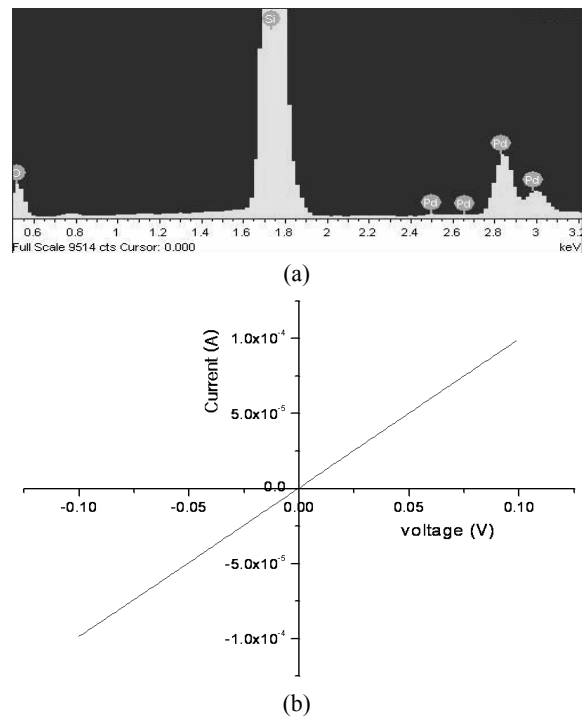 Si
O
Pd
Pd
Pd
Pd
0.6 0.8 1 1.2 1.4 1.6 1.8 2 2.2 2.4 2.6 2.8 3 3.2
Full Scale 9514 cts Cursor: 0.000 keV
(a)
Current (A)
1.0x10⁻⁴
5.0x10⁻⁵
0.0
-0.10 -0.05 0.00 0.05 0.10
voltage (V)
-5.0x10⁻⁵
-1.0x10⁻⁴
(b)